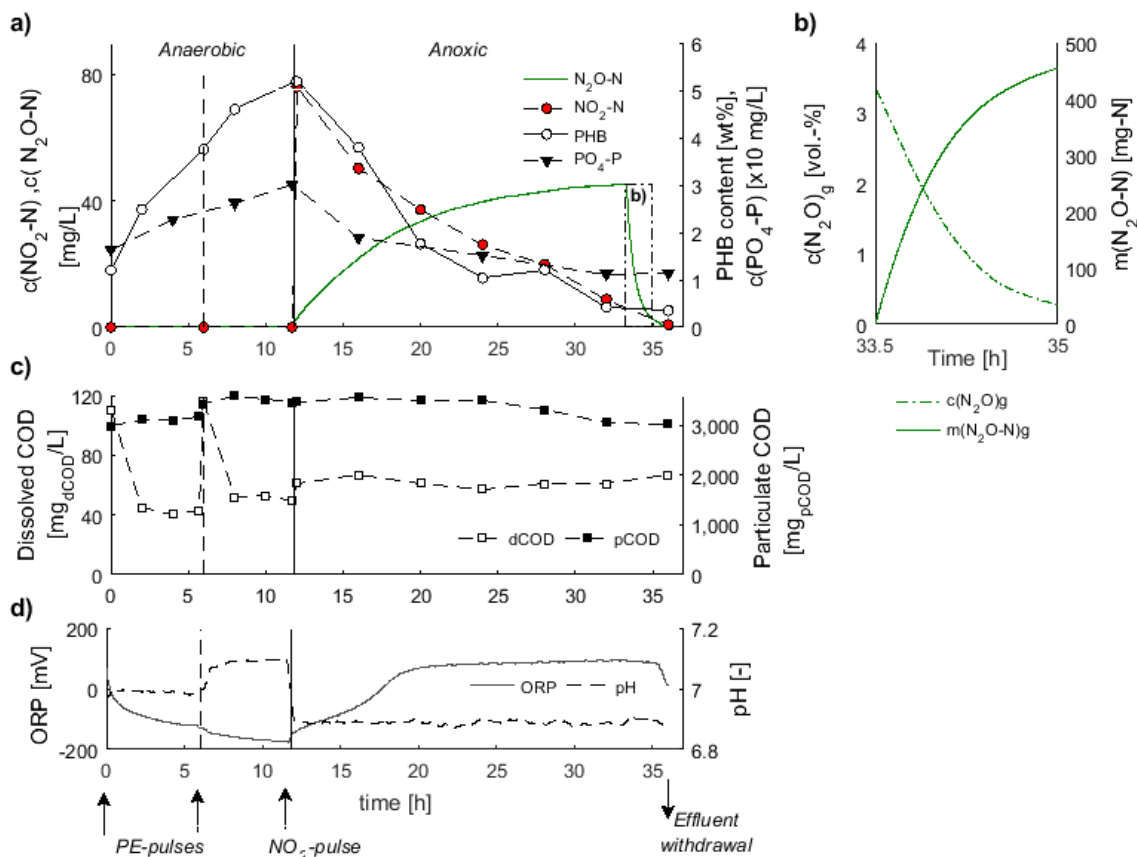 a)
Anaerobic
Anoxic
c(NO2-N) ,c( N2O-N)
[mg/L]
80
40
0
N2O-N
NO2-N
PHB
PO4-P
b)
6
5
4
3
2
1
0
PHB content [wt%],
c(PO4-P) [x10 mg/L]
0 5 10 15 20 25 30 35
b)
c(N2O)g [vol.-%]
4
3
2
1
0
500
400
300
200
100
0
m(N2O-N) [mg-N]
33.5 35
Time [h]
c(N2O)g
m(N2O-N)g
c)
Dissolved COD
[mgdCOD/L]
120
80
40
0
dCOD
pCOD
3,000
2,000
1,000
0
Particulate COD
[mgpCOD/L]
0 5 10 15 20 25 30 35
d)
ORP [mV]
200
0
-200
ORP
pH
7.2
7
6.8
pH [-]
0 5 10 15 20 25 30 35
time [h]
PE-pulses
NO2-pulse
Effluent
withdrawal